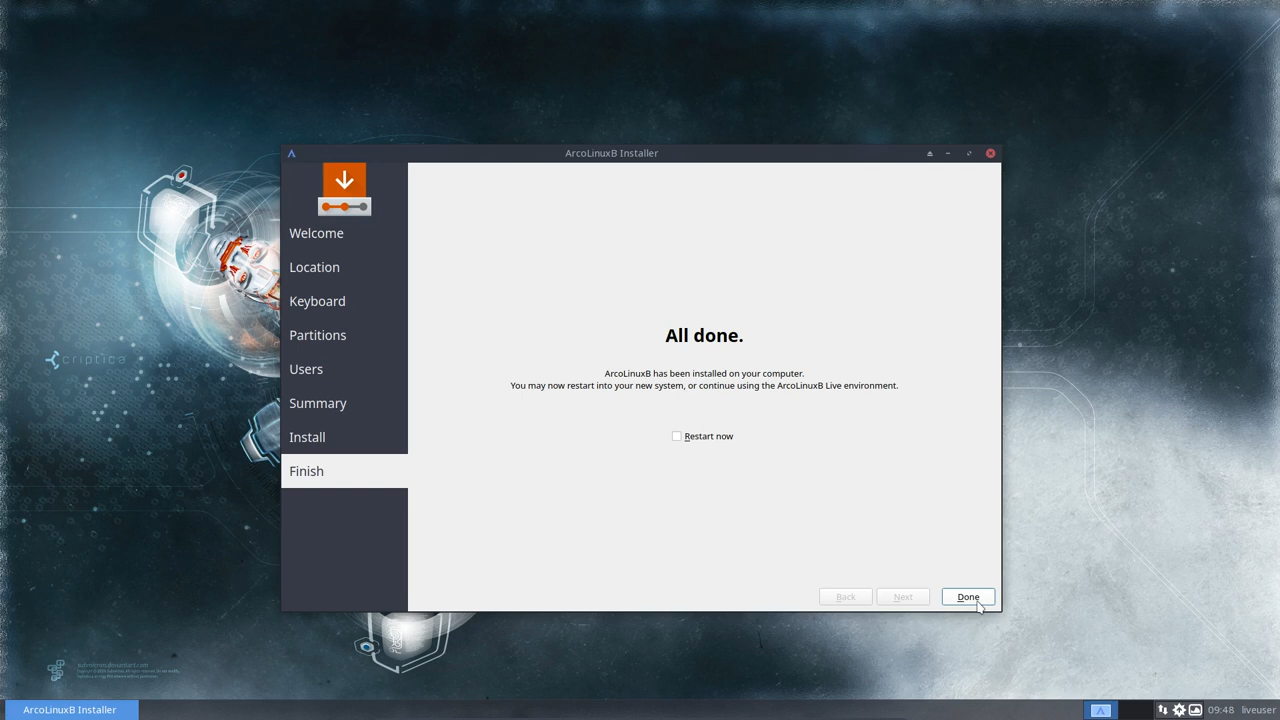 ArcoLinuxB Installer
Welcome
Location
Keyboard
Partitions
Users
Summary
Install
Finish
All done.
ArcoLinuxB has been installed on your computer.
You may now restart into your new system, or continue using the ArcoLinuxB Live environment.
Restart now
Back
Next
Done
criptica
ArcoLinuxB Installer
09:48
liveuser